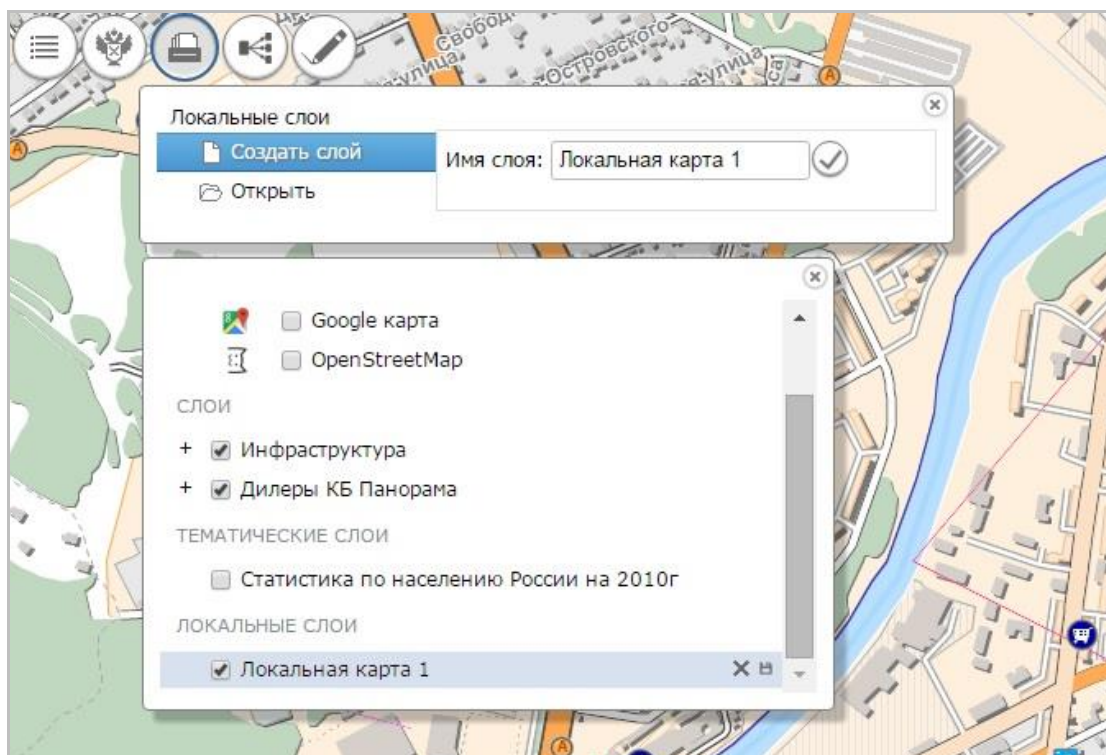 Свобод
Островского
улица
улица
Локальные слои
Создать слой
Имя слоя: Локальная карта 1
Открыть
Google карта
OpenStreetMap
СЛОИ
+ Инфраструктура
+ Дилеры КБ Панорама
ТЕМАТИЧЕСКИЕ СЛОИ
Статистика по населению России на 2010г
ЛОКАЛЬНЫЕ СЛОИ
Локальная карта 1
А
А
А